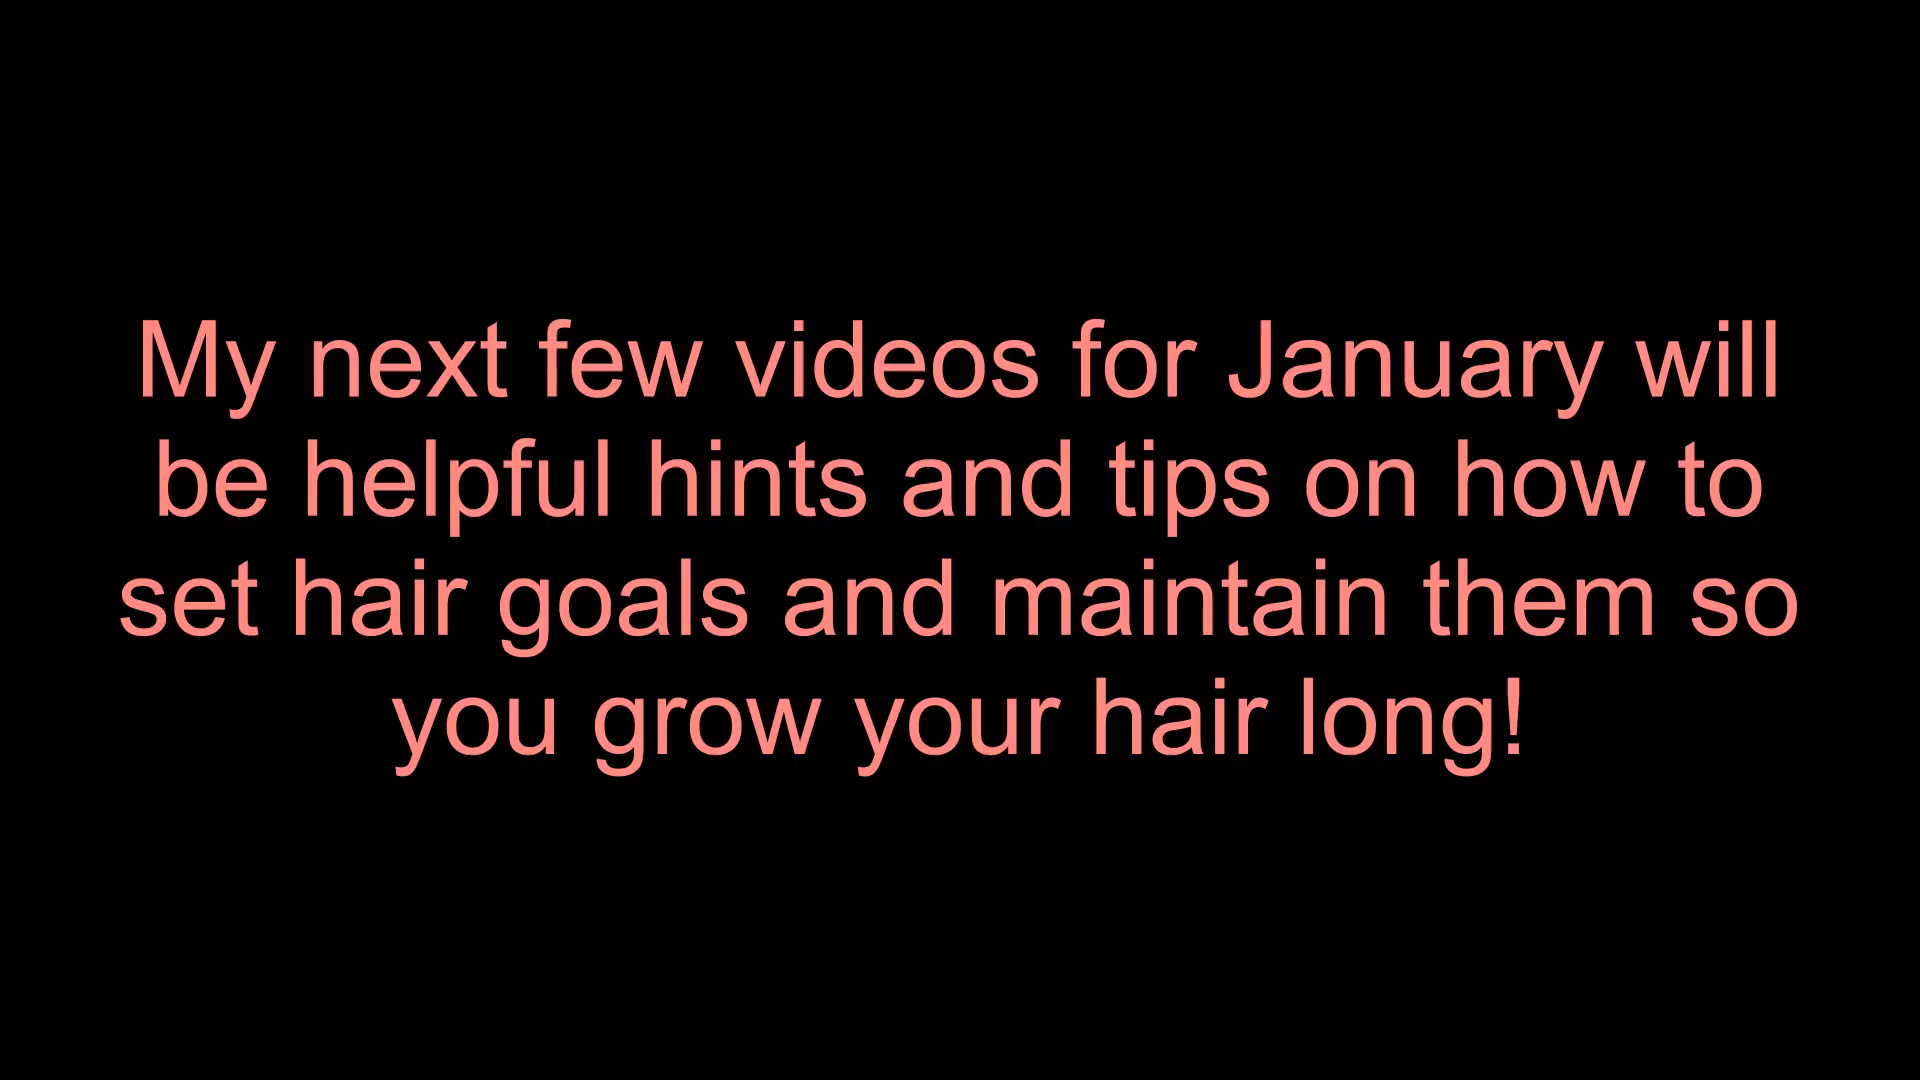 My next few videos for January will
be helpful hints and tips on how to
set hair goals and maintain them so
you grow your hair long!